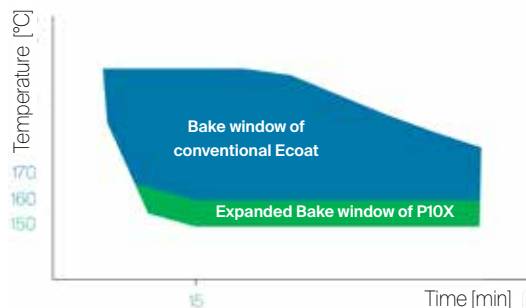 Temperature [°C]
Bake window of
conventional Ecoat
170
160
Expanded Bake window of P10X
150
15
Time [min]